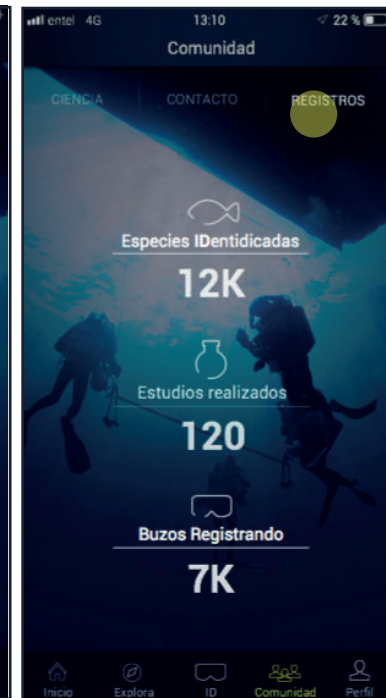 entel 4G 13:10 22 %
Comunidad
CIENCIA CONTACTO REGISTROS
Especies IDentidicadas
12K
Estudios realizados
120
Buzos Registrando
7K
Inicio Explora ID Comunidad Perfil